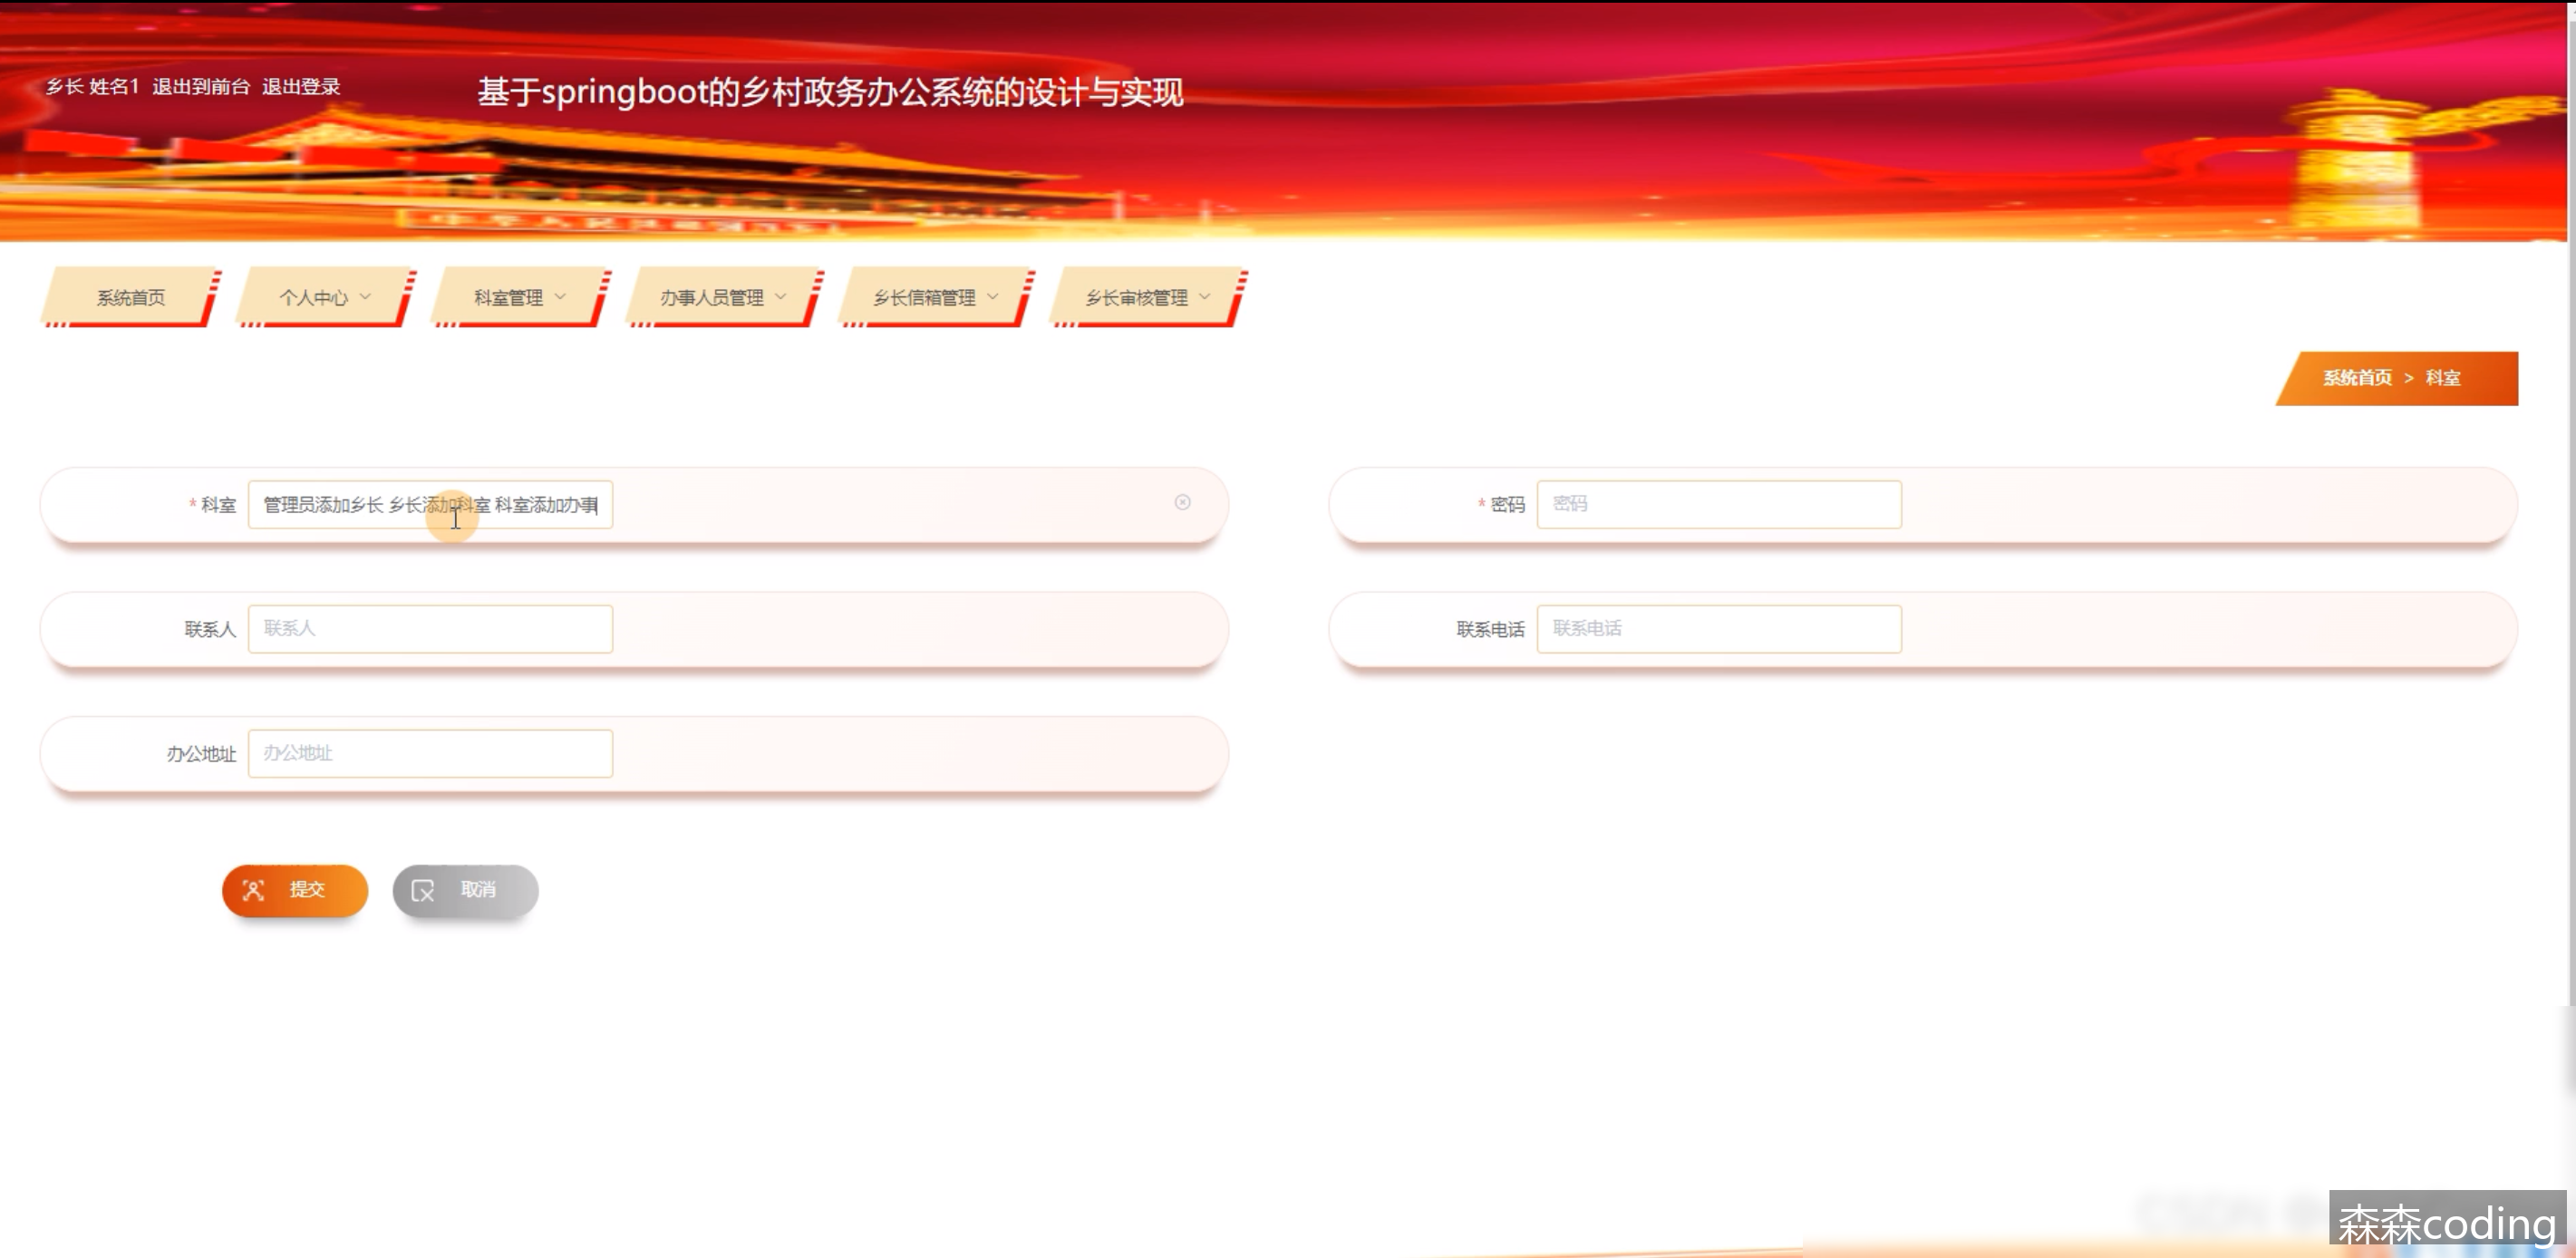 乡长 姓名1 退出到前台 退出登录
基于springboot的乡村政务办公系统的设计与实现
系统首页 个人中心 科室管理 办事人员管理 乡长信箱管理 乡长审核管理
系统首页 > 科室
* 科室 管理员添加乡长 乡长添加科室 科室添加办事
* 密码 密码
联系人 联系人
联系电话 联系电话
办公地址 办公地址
提交 取消
森森coding